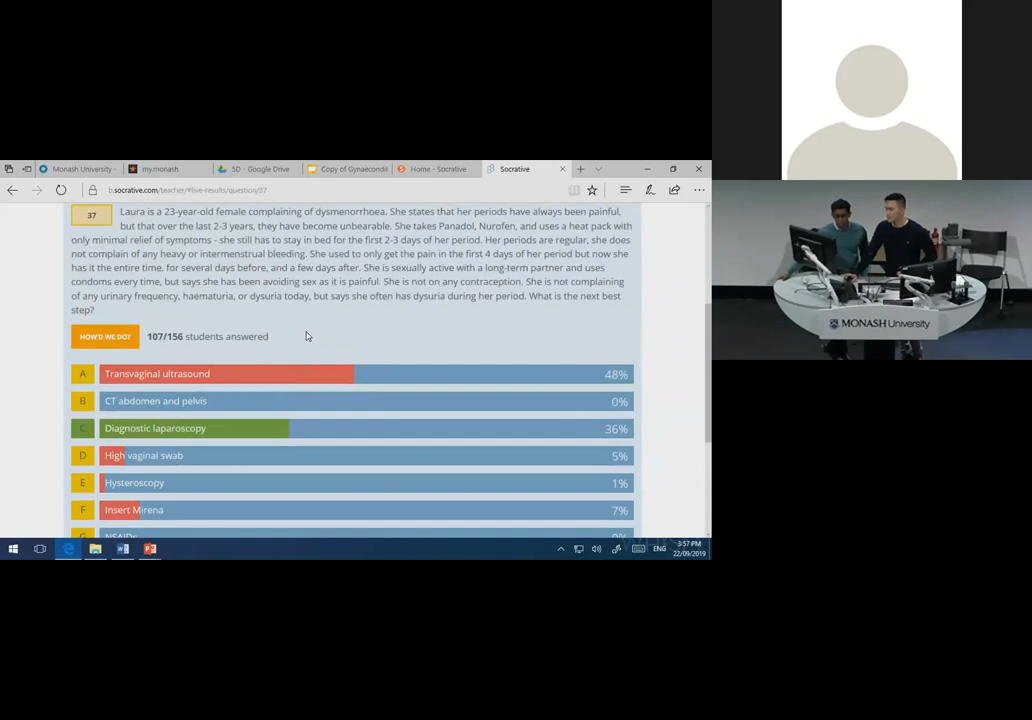 Monash University -
my.monash
5D - Google Drive
Copy of Gynaecondii
Home - Socrative
Socrative
b.socrative.com/teacher/#live-results/question/37
37
Laura is a 23-year-old female complaining of dysmenorrhoea. She states that her periods have always been painful,
but that over the last 2-3 years, they have become unbearable. She takes Panadol, Nurofen, and uses a heat pack with
only minimal relief of symptoms - she still has to stay in bed for the first 2-3 days of her period. Her periods are regular, she does
not complain of any heavy or intermenstrual bleeding. She used to only get the pain in the first 4 days of her period but now she
has it the entire time, for several days before, and a few days after. She is sexually active with a long-term partner and uses
condoms every time, but says she has been avoiding sex as it is painful. She is not on any contraception. She is not complaining
of any urinary frequency, haematuria, or dysuria today, but says she often has dysuria during her period. What is the next best
step?
HOW'D WE DO?
107/156 students answered
A Transvaginal ultrasound 48%
B CT abdomen and pelvis 0%
C Diagnostic laparoscopy 36%
D High vaginal swab 5%
E Hysteroscopy 1%
F Insert Mirena 7%
G NSAIDs 0%
ENG
3:57 PM
22/09/2019
MONASH University